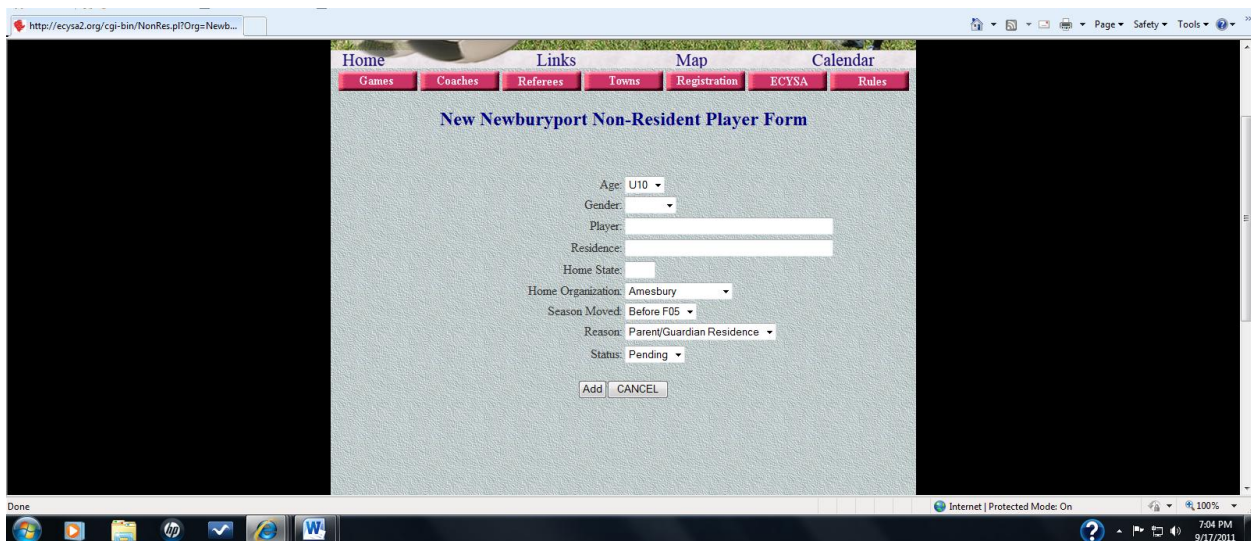 http://ecysa2.org/cgi-bin/NonRes.pl?Org=Newb...
Page Safety Tools
Home Links Map Calendar
Games Coaches Referees Towns Registration ECYSA Rules
New Newburyport Non-Resident Player Form
Age: U10
Gender:
Player:
Residence:
Home State:
Home Organization: Amesbury
Season Moved: Before F05
Reason: Parent/Guardian Residence
Status: Pending
Add CANCEL
Done Internet | Protected Mode: On 100%
hp W
7:04 PM
9/17/2011